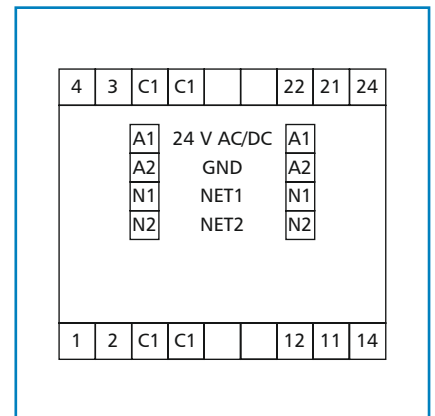 4 3 C1 C1 22 21 24
A1 24 V AC/DC A1
A2 GND A2
N1 NET1 N1
N2 NET2 N2
1 2 C1 C1 12 11 14